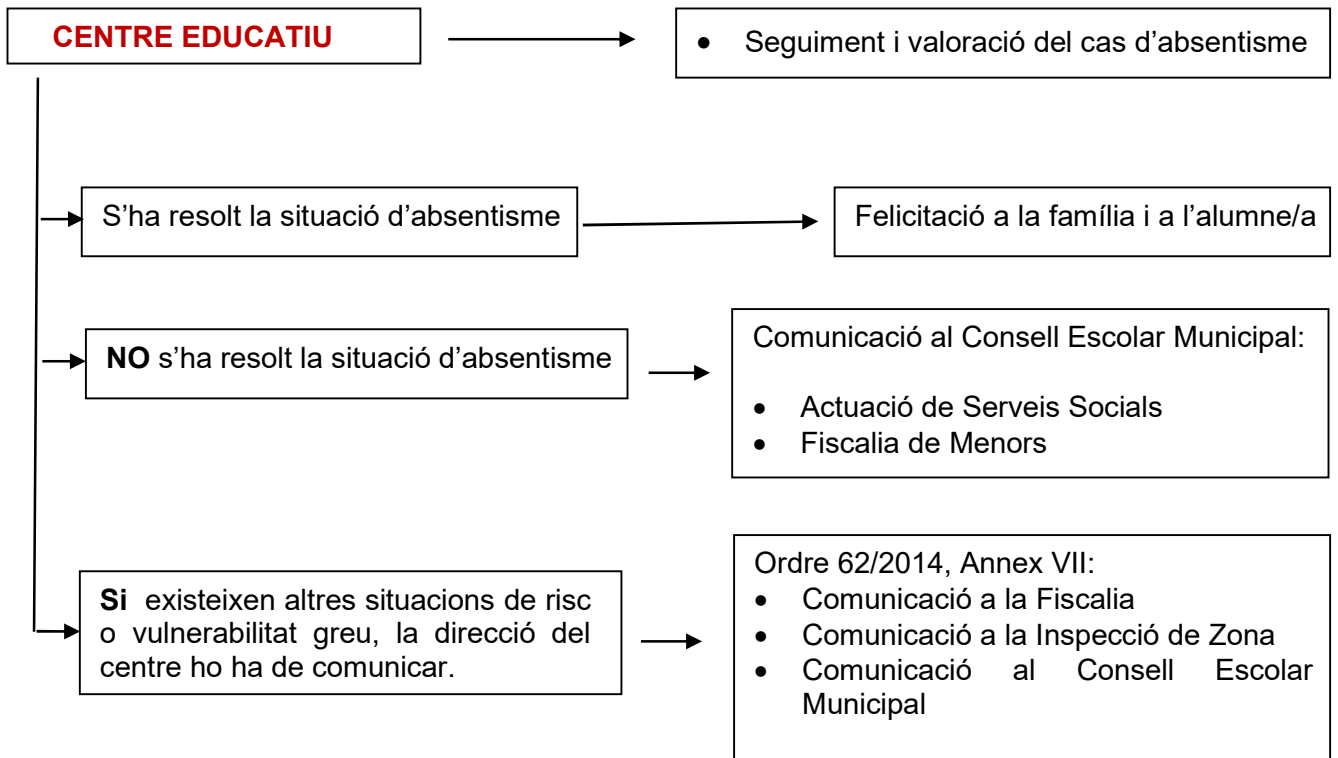 CENTRE EDUCATIU
• Seguiment i valoració del cas d’absentisme
S’ha resolt la situació d’absentisme
Felicitació a la família i a l’alumne/a
NO s’ha resolt la situació d’absentisme
Comunicació al Consell Escolar Municipal:
• Actuació de Serveis Socials
• Fiscalia de Menors
Si existeixen altres situacions de risc
o vulnerabilitat greu, la direcció del
centre ho ha de comunicar.
Ordre 62/2014, Annex VII:
• Comunicació a la Fiscalia
• Comunicació a la Inspecció de Zona
• Comunicació al Consell Escolar
Municipal